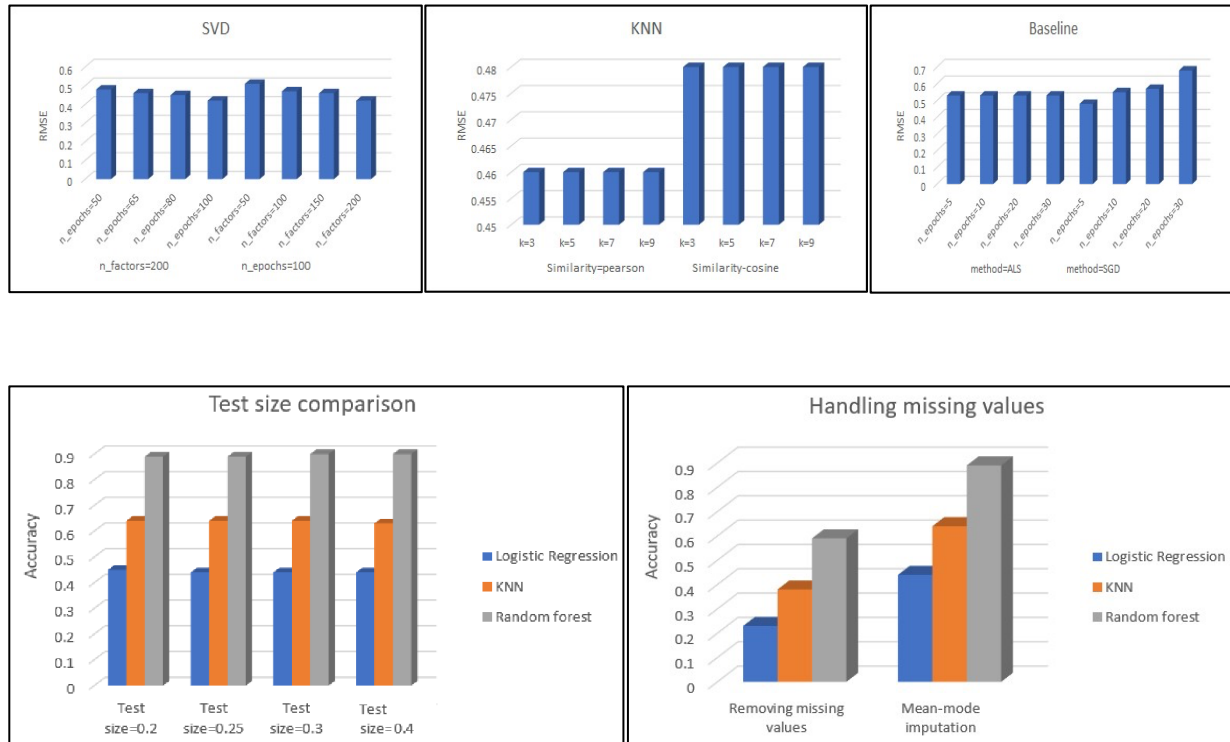 SVD
0.6
0.5
0.4
0.3
0.2
0.1
0
RMSE
n_epochs=50
n_epochs=65
n_epochs=80
n_epochs=100
n_factors=50
n_factors=100
n_factors=150
n_factors=200
n_factors=200 n_epochs=100
KNN
0.48
0.475
0.47
0.465
0.46
0.455
0.45
RMSE
k=3 k=5 k=7 k=9 k=3 k=5 k=7 k=9
Similarity=pearson Similarity-cosine
Baseline
0.7
0.6
0.5
0.4
0.3
0.2
0.1
0
RMSE
n_epochs=5
n_epochs=10
n_epochs=20
n_epochs=30
n_epochs=5
n_epochs=10
n_epochs=20
n_epochs=30
method=ALS method=SGD
Test size comparison
0.9
0.8
0.7
0.6
0.5
0.4
0.3
0.2
0.1
0
Accuracy
Test Test Test Test
size=0.2 size=0.25 size=0.3 size=0.4
Logistic Regression
KNN
Random forest
Handling missing values
0.9
0.8
0.7
0.6
0.5
0.4
0.3
0.2
0.1
0
Accuracy
Removing missing Mean-mode
values imputation
Logistic Regression
KNN
Random forest